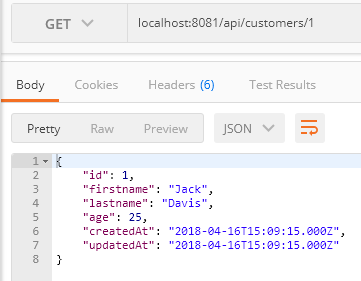 GET localhost:8081/api/customers/1
Body Cookies Headers (6) Test Results
Pretty Raw Preview JSON
1 {
2 "id": 1,
3 "firstname": "Jack",
4 "lastname": "Davis",
5 "age": 25,
6 "createdAt": "2018-04-16T15:09:15.000Z",
7 "updatedAt": "2018-04-16T15:09:15.000Z"
8 }